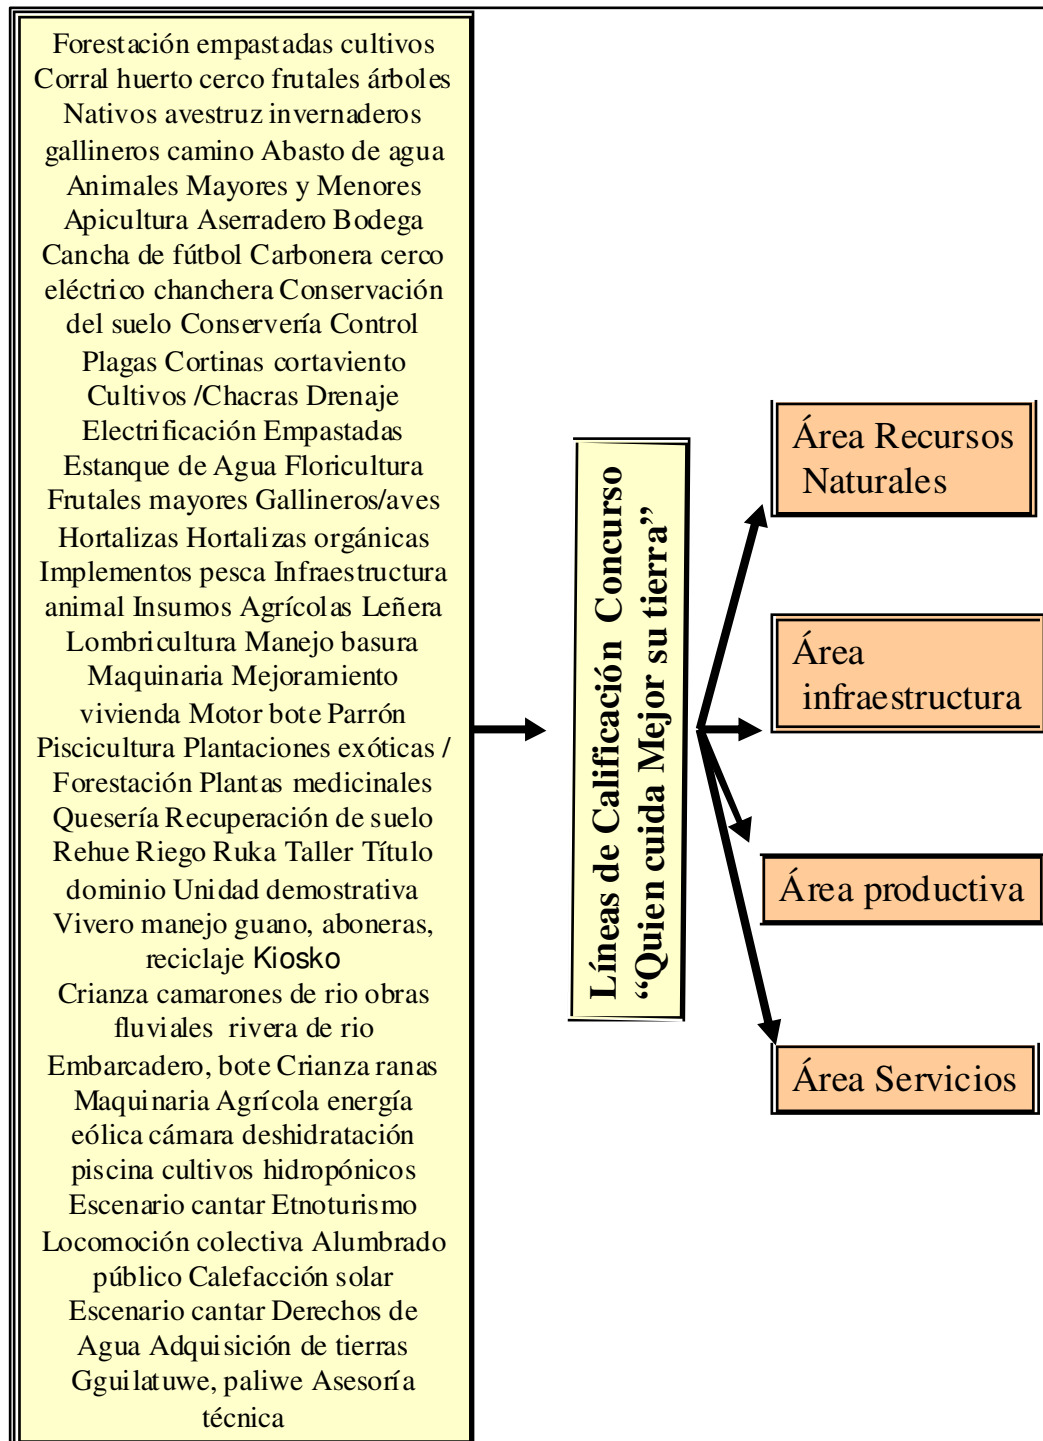 Forestación empastadas cultivos
Corral huerto cerco frutales árboles
Nativos avestruz invernaderos
gallineros camino Abasto de agua
Animales Mayores y Menores
Apicultura Aserradero Bodega
Cancha de fútbol Carbonera cerco
eléctrico chanchera Conservación
del suelo Conservería Control
Plagas Cortinas cortaviento
Cultivos /Chacras Drenaje
Electrificación Empastadas
Estanque de Agua Floricultura
Frutales mayores Gallineros/aves
Hortalizas Hortalizas orgánicas
Implementos pesca Infraestructura
animal Insumos Agrícolas Leñera
Lombricultura Manejo basura
Maquinaria Mejoramiento
vivienda Motor bote Parrón
Piscicultura Plantaciones exóticas /
Forestación Plantas medicinales
Quesería Recuperación de suelo
Rehue Riego Ruka Taller Título
dominio Unidad demostrativa
Vivero manejo guano, aboneras,
reciclaje Kiosko
Crianza camarones de rio obras
fluviales rivera de rio
Embarcadero, bote Crianza ranas
Maquinaria Agrícola energía
eólica cámara deshidratación
piscina cultivos hidropónicos
Escenario cantar Etnoturismo
Locomoción colectiva Alumbrado
público Calefacción solar
Escenario cantar Derechos de
Agua Adquisición de tierras
Gguilatuwe, paliwe Asesoría
técnica
Líneas de Calificación Concurso
“Quien cuida Mejor su tierra”
Área Recursos
Naturales
Área
infraestructura
Área productiva
Área Servicios